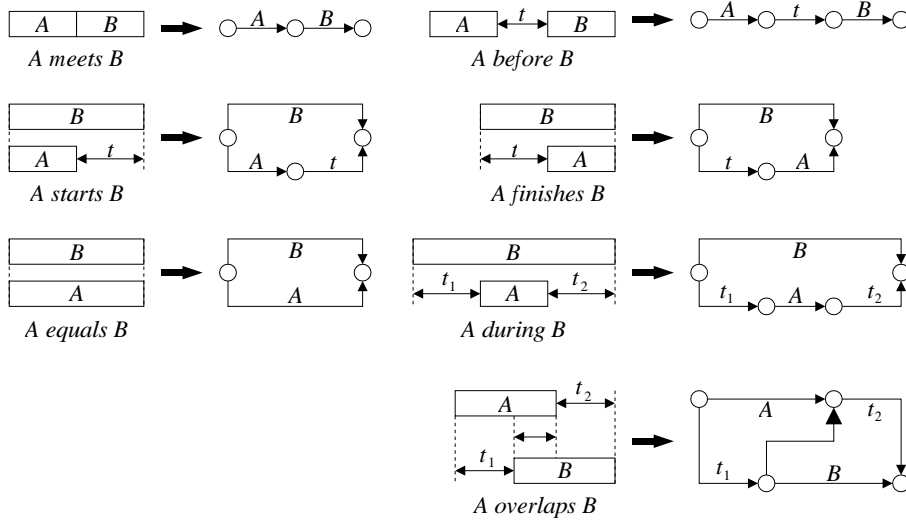 A B A B A t B A t B
A meets B A before B
B B B B
A t A t t A t A
A starts B A finishes B
B B B B
A A t1 A t2 t1 A t2
A equals B A during B
t2
A A t2
t1 B t1 B
A overlaps B